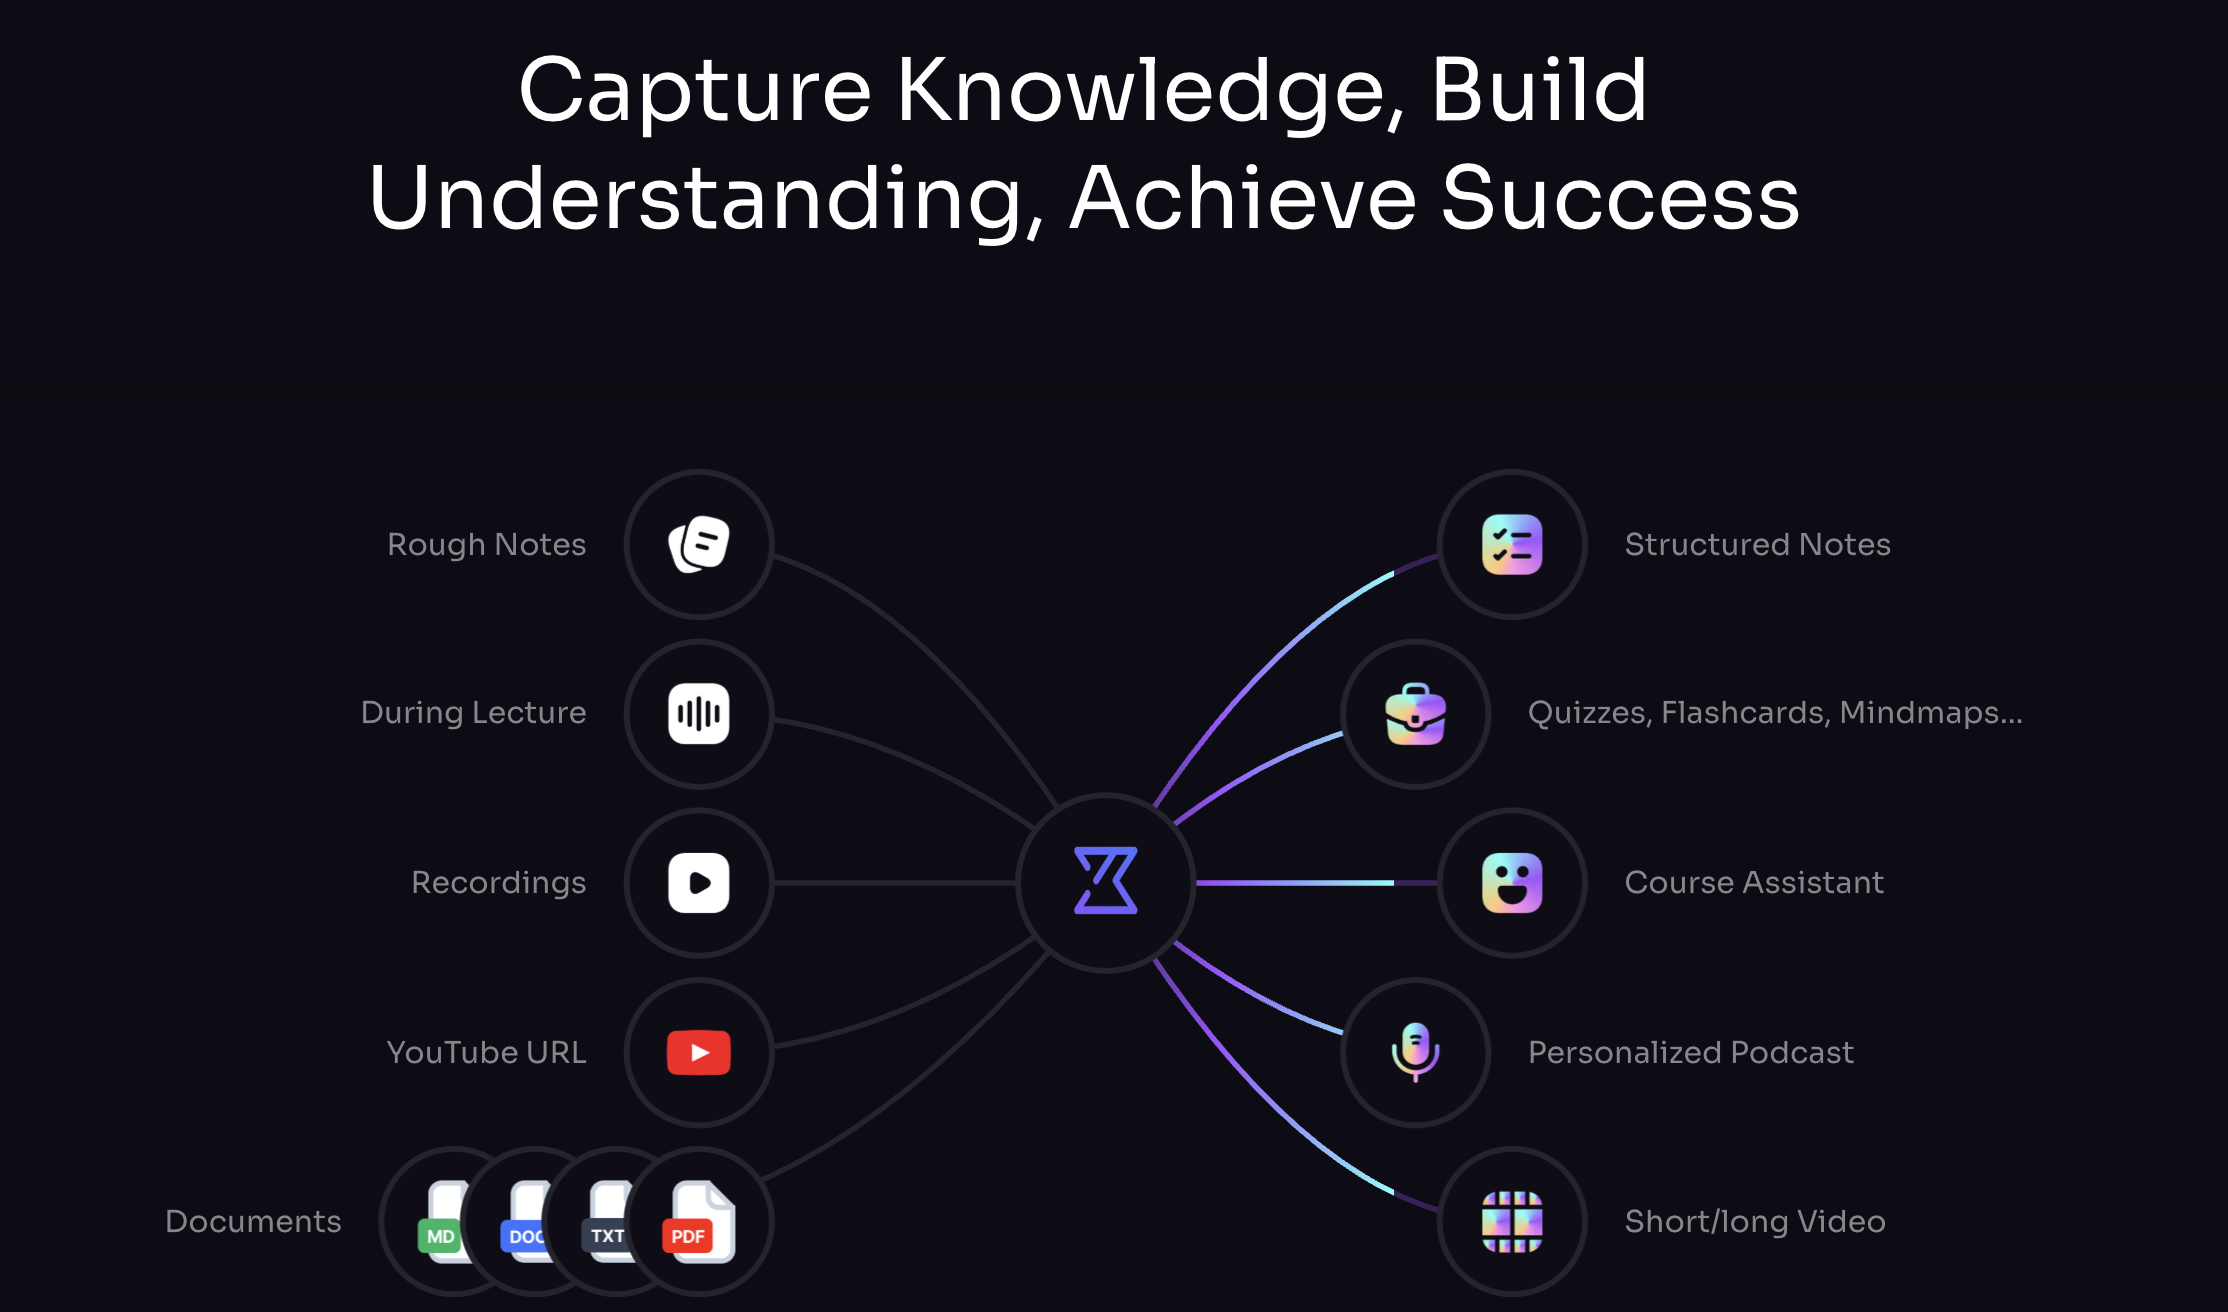 Capture Knowledge, Build
Understanding, Achieve Success
Rough Notes
During Lecture
Recordings
YouTube URL
Documents
MD
DOC
TXT
PDF
Structured Notes
Quizzes, Flashcards, Mindmaps...
Course Assistant
Personalized Podcast
Short/long Video